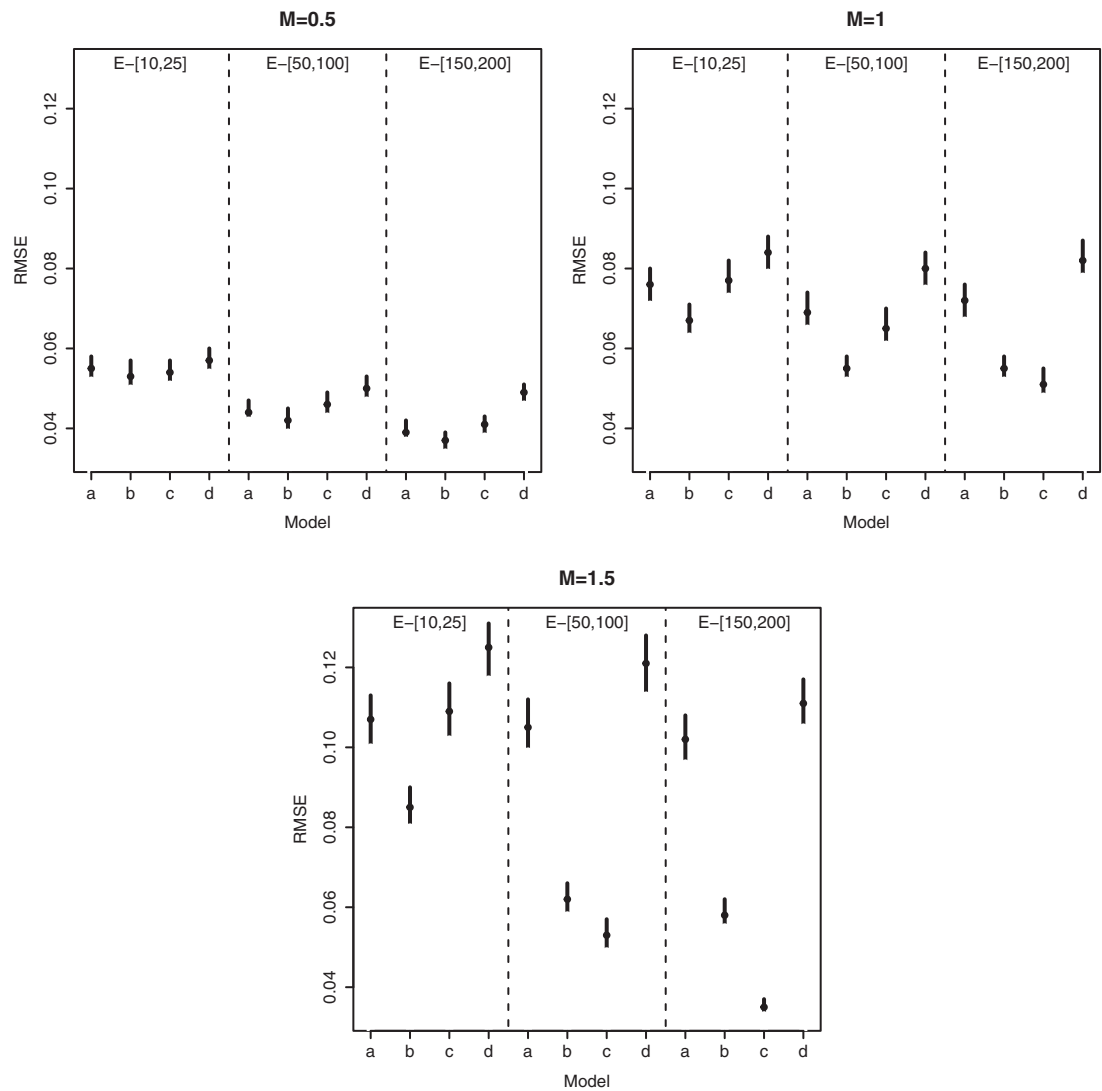 M=0.5
E−[10,25] E−[50,100] E−[150,200]
0.12
0.10
0.08
0.06
0.04
RMSE
a b c d a b c d a b c d
Model
M=1
E−[10,25] E−[50,100] E−[150,200]
0.12
0.10
0.08
0.06
0.04
RMSE
a b c d a b c d a b c d
Model
M=1.5
E−[10,25] E−[50,100] E−[150,200]
0.12
0.10
0.08
0.06
0.04
RMSE
a b c d a b c d a b c d
Model